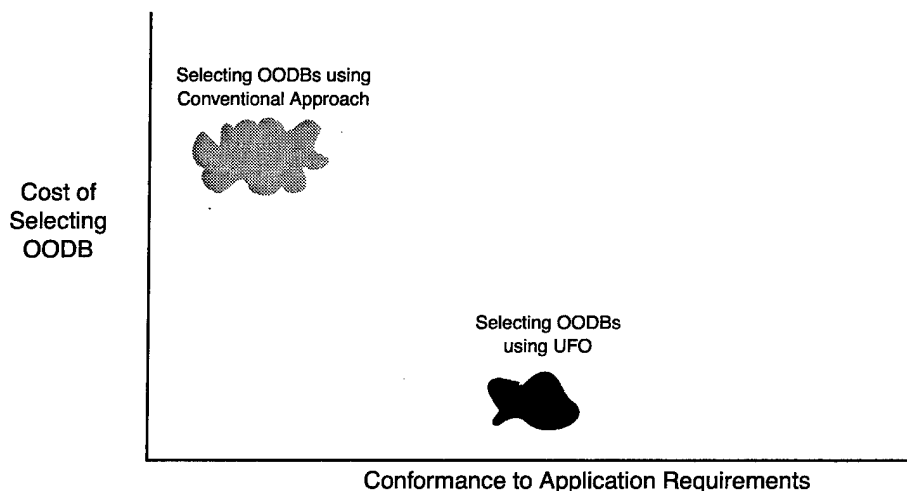 Selecting OODBs using
Conventional Approach
Cost of
Selecting
OODB
Selecting OODBs
using UFO
Conformance to Application Requirements